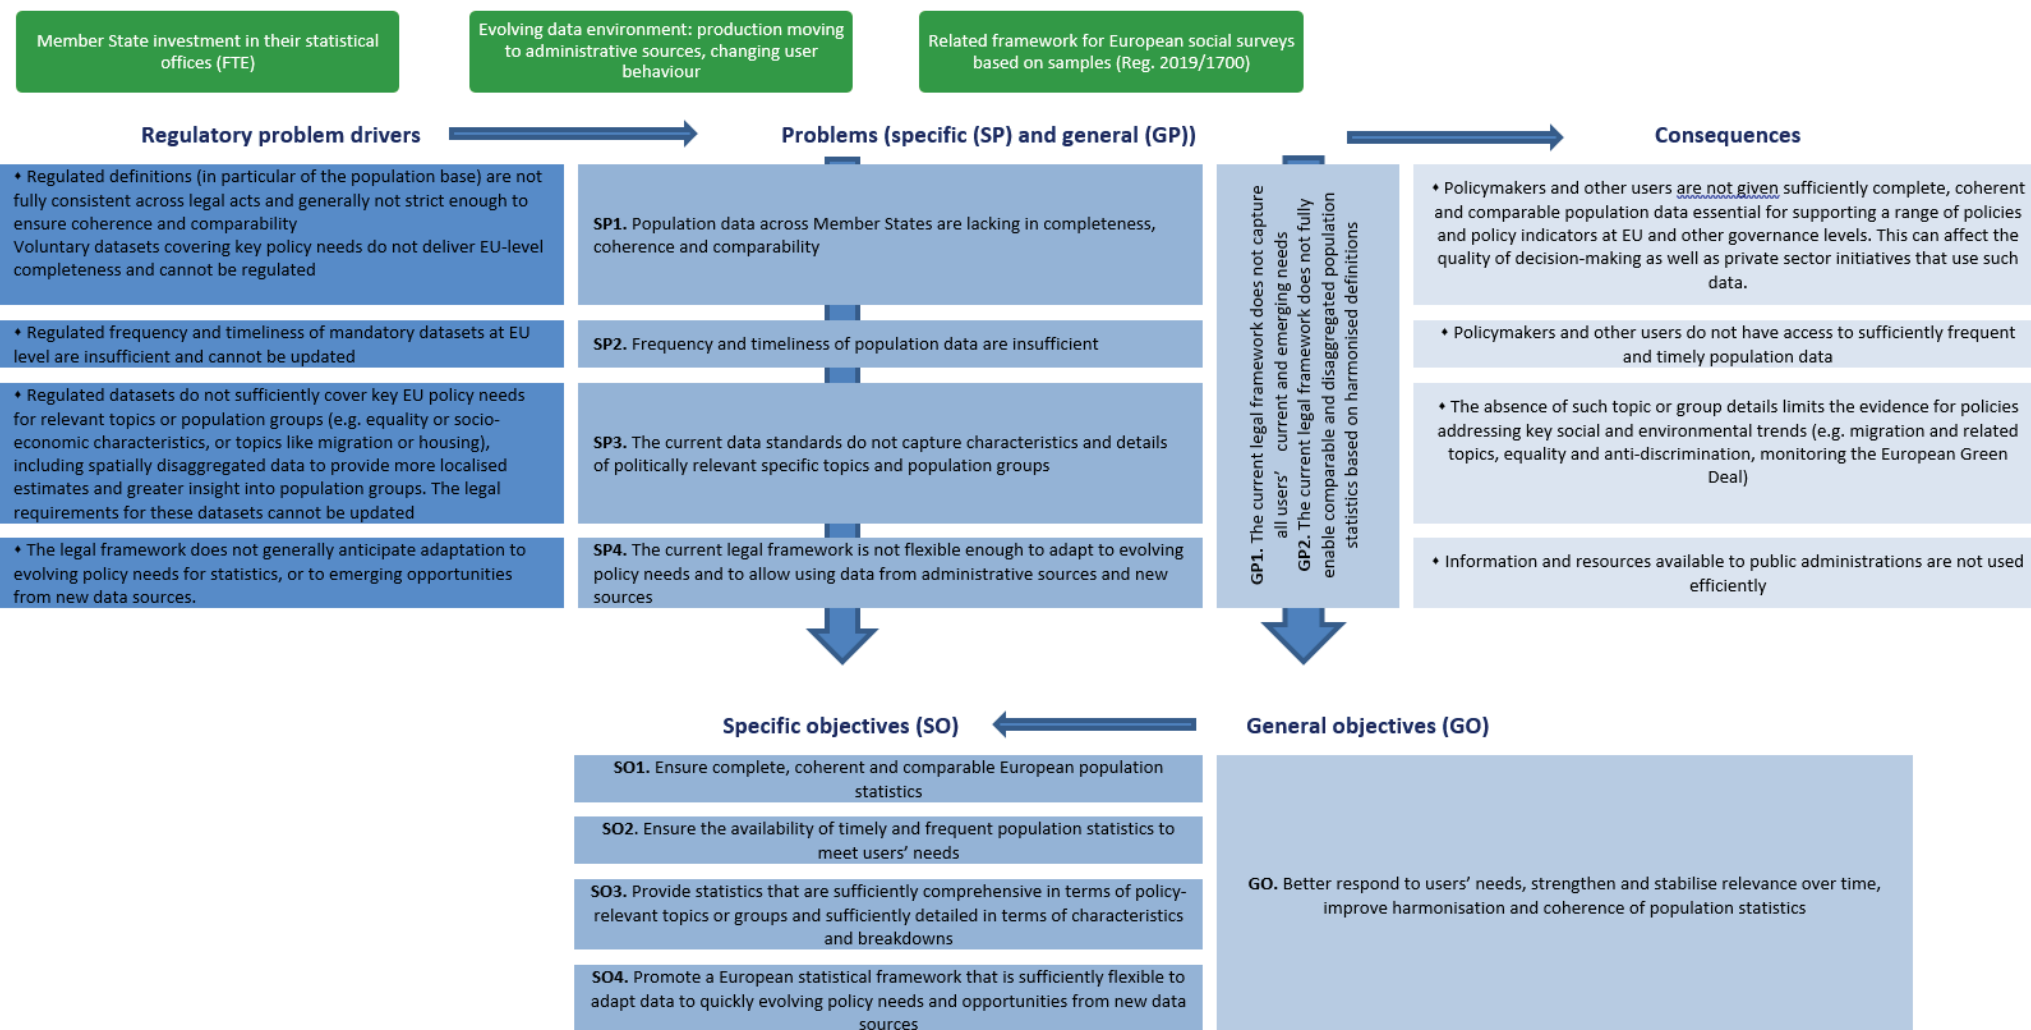 Member State investment in their statistical
offices (FTE)
Evolving data environment: production moving
to administrative sources, changing user
behaviour
Related framework for European social surveys
based on samples (Reg. 2019/1700)
Regulatory problem drivers
Problems (specific (SP) and general (GP))
Consequences
• Regulated definitions (in particular of the population base) are not
fully consistent across legal acts and generally not strict enough to
ensure coherence and comparability
Voluntary datasets covering key policy needs do not deliver EU-level
completeness and cannot be regulated
• Regulated frequency and timeliness of mandatory datasets at EU
level are insufficient and cannot be updated
• Regulated datasets do not sufficiently cover key EU policy needs
for relevant topics or population groups (e.g. equality or socio-
economic characteristics, or topics like migration or housing),
including spatially disaggregated data to provide more localised
estimates and greater insight into population groups. The legal
requirements for these datasets cannot be updated
• The legal framework does not generally anticipate adaptation to
evolving policy needs for statistics, or to emerging opportunities
from new data sources.
SP1. Population data across Member States are lacking in completeness,
coherence and comparability
SP2. Frequency and timeliness of population data are insufficient
SP3. The current data standards do not capture characteristics and details
of politically relevant specific topics and population groups
SP4. The current legal framework is not flexible enough to adapt to evolving
policy needs and to allow using data from administrative sources and new
sources
GP1. The current legal framework does not capture
all users' current and emerging needs
GP2. The current legal framework does not fully
enable comparable and disaggregated population
statistics based on harmonised definitions
• Policymakers and other users are not given sufficiently complete, coherent
and comparable population data essential for supporting a range of policies
and policy indicators at EU and other governance levels. This can affect the
quality of decision-making as well as private sector initiatives that use such
data.
• Policymakers and other users do not have access to sufficiently frequent
and timely population data
• The absence of such topic or group details limits the evidence for policies
addressing key social and environmental trends (e.g. migration and related
topics, equality and anti-discrimination, monitoring the European Green
Deal)
• Information and resources available to public administrations are not used
efficiently
Specific objectives (SO)
General objectives (GO)
SO1. Ensure complete, coherent and comparable European population
statistics
SO2. Ensure the availability of timely and frequent population statistics to
meet users' needs
SO3. Provide statistics that are sufficiently comprehensive in terms of policy-
relevant topics or groups and sufficiently detailed in terms of characteristics
and breakdowns
SO4. Promote a European statistical framework that is sufficiently flexible to
adapt data to quickly evolving policy needs and opportunities from new data
sources
GO. Better respond to users' needs, strengthen and stabilise relevance over time,
improve harmonisation and coherence of population statistics